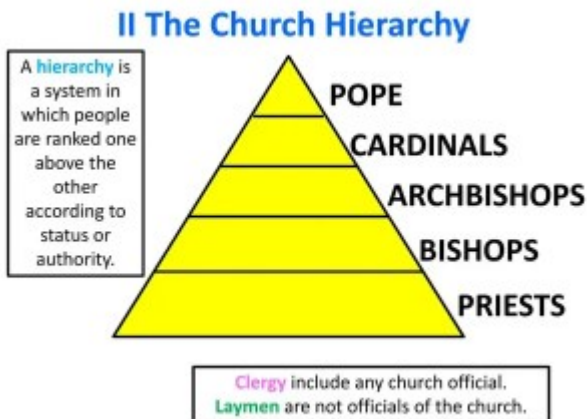 II The Church Hierarchy
A hierarchy is
a system in
which people
are ranked one
above the
other
according to
status or
authority.
POPE
CARDINALS
ARCHBISHOPS
BISHOPS
PRIESTS
Clergy include any church official.
Laymen are not officials of the church.